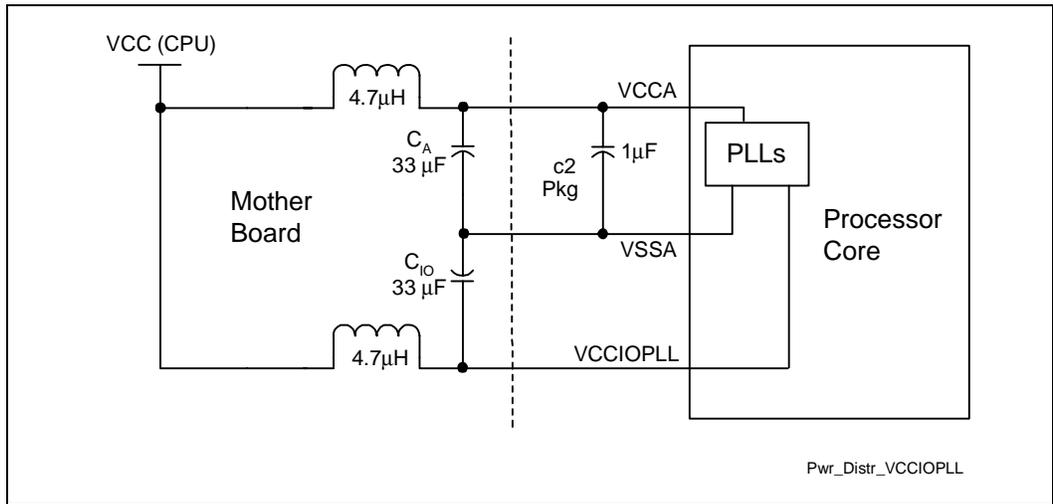 VCC (CPU)
4.7μH
VCCA
C_A
33 μF
1μF
c2
Pkg
PLLs
Mother
Board
Processor
Core
VSSA
C_IO
33 μF
4.7μH
VCCIOPLL
Pwr_Distr_VCCIOPLL